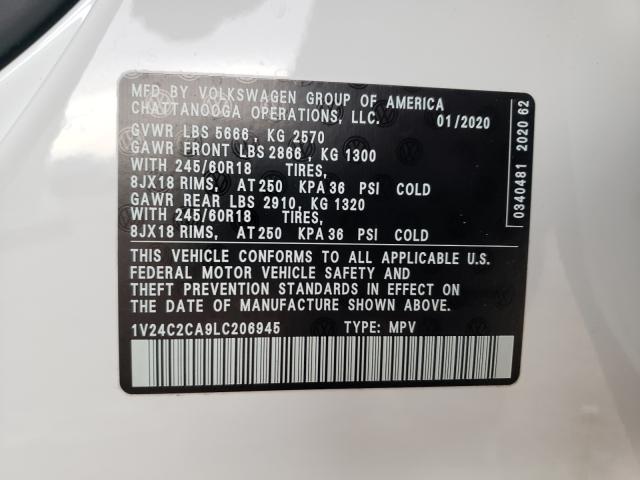 MFD BY VOLKSWAGEN GROUP OF AMERICA
CHATTANOOGA OPERATIONS, LLC. 01/2020
GVWR LBS 5666 , KG 2570
GAWR FRONT LBS 2866 , KG 1300
WITH 245/60R18 TIRES,
8JX18 RIMS, AT 250 KPA 36 PSI COLD
GAWR REAR LBS 2910, KG 1320
WITH 245/60R18 TIRES,
8JX18 RIMS, AT 250 KPA 36 PSI COLD
THIS VEHICLE CONFORMS TO ALL APPLICABLE U.S.
FEDERAL MOTOR VEHICLE SAFETY AND
THEFT PREVENTION STANDARDS IN EFFECT ON
THE DATE OF MANUFACTURE SHOWN ABOVE.
1V24C2CA9LC206945 TYPE: MPV
0340481 2020 62